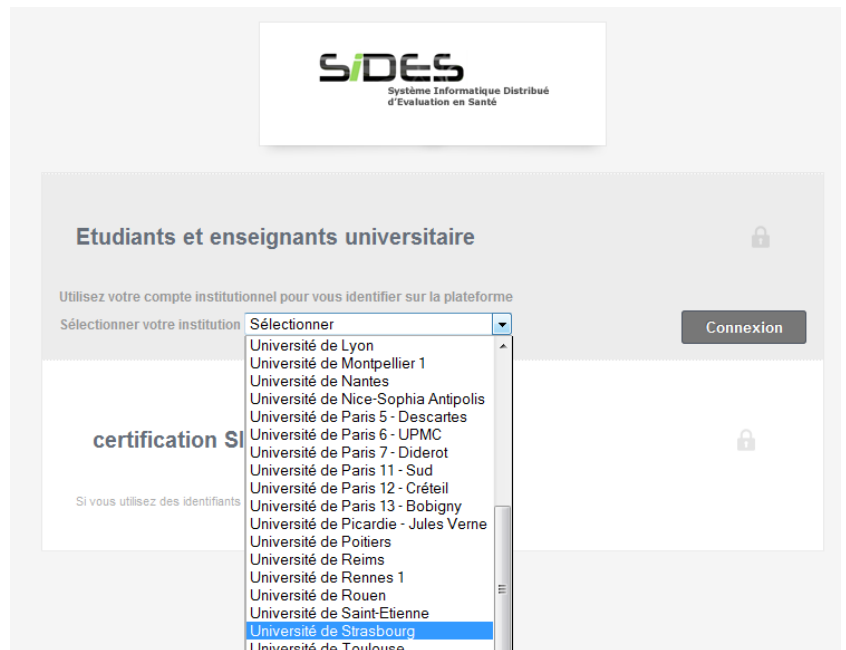 SiDES
Système Informatique Distribué
d'Evaluation en Santé
Etudiants et enseignants universitaire
Utilisez votre compte institutionnel pour vous identifier sur la plateforme
Sélectionner votre institution Sélectionner
Connexion
Université de Lyon
Université de Montpellier 1
Université de Nantes
Université de Nice-Sophia Antipolis
Université de Paris 5 - Descartes
Université de Paris 6 - UPMC
certification SI
Université de Paris 7 - Diderot
Université de Paris 11 - Sud
Université de Paris 12 - Créteil
Si vous utilisez des identifiants
Université de Paris 13 - Bobigny
Université de Picardie - Jules Verne
Université de Poitiers
Université de Reims
Université de Rennes 1
Université de Rouen
Université de Saint-Etienne
Université de Strasbourg
Université de Toulouse